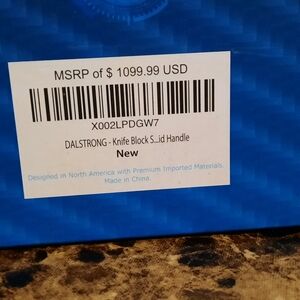 MSRP of $ 1099.99 USD
X002LPDGW7
DALSTRONG - Knife Block S...id Handle
New
Designed in North America with Premium Imported Materials.
Made in China.